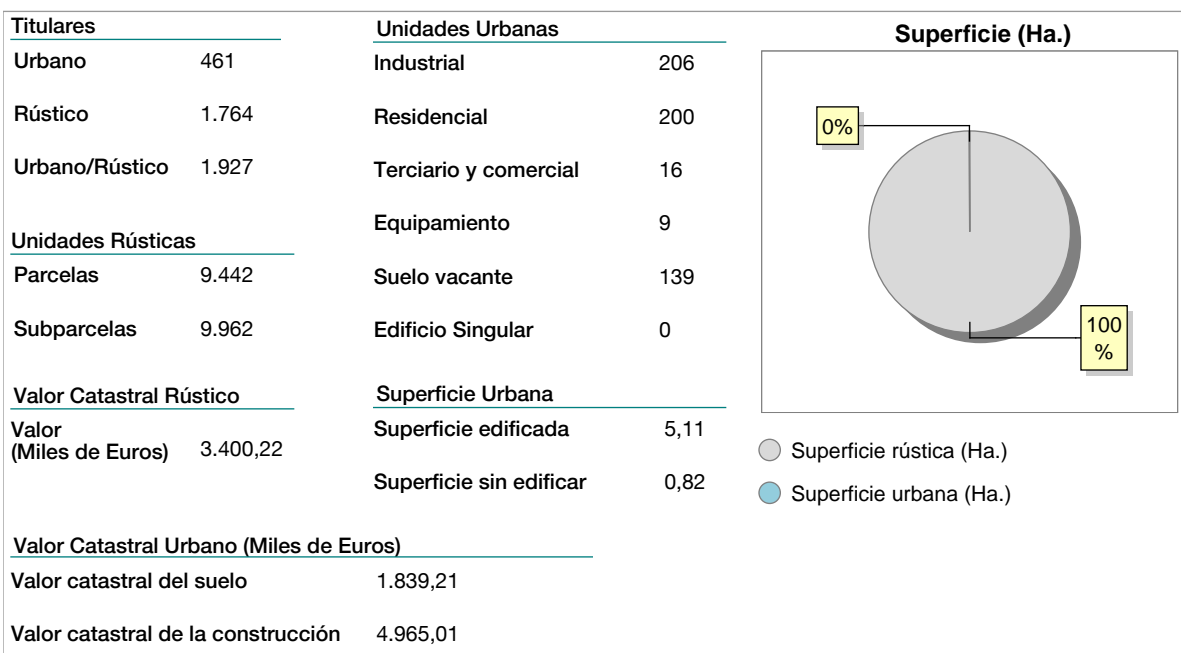 Titulares
Urbano 461
Rústico 1.764
Urbano/Rústico 1.927
Unidades Rústicas
Parcelas 9.442
Subparcelas 9.962
Valor Catastral Rústico
Valor
(Miles de Euros) 3.400,22
Unidades Urbanas
Industrial 206
Residencial 200
Terciario y comercial 16
Equipamiento 9
Suelo vacante 139
Edificio Singular 0
Superficie Urbana
Superficie edificada 5,11
Superficie sin edificar 0,82
Valor Catastral Urbano (Miles de Euros)
Valor catastral del suelo 1.839,21
Valor catastral de la construcción 4.965,01
Superficie (Ha.)
0%
100
%
Superficie rústica (Ha.)
Superficie urbana (Ha.)